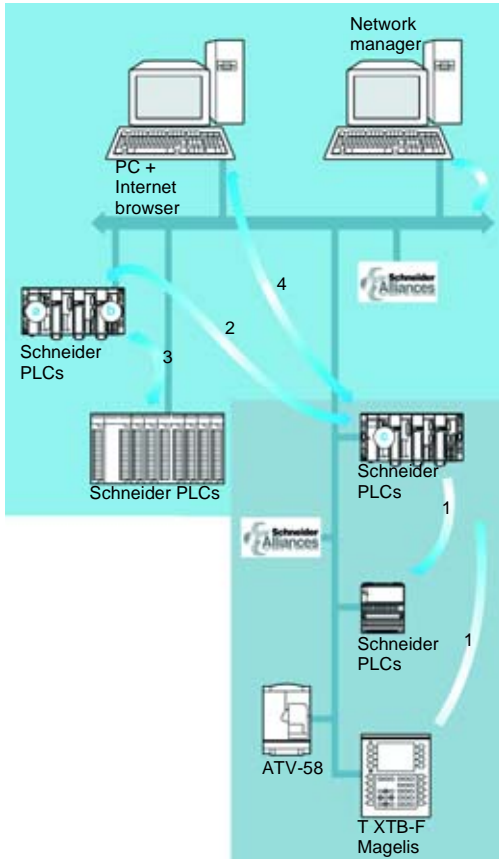 Network
manager
PC +
Internet
browser
Schneider
Alliances
4
2
Schneider
PLCs
3
Schneider PLCs
Schneider
PLCs
1
Schneider
Alliances
1
Schneider
PLCs
ATV-58
T XTB-F
Magelis